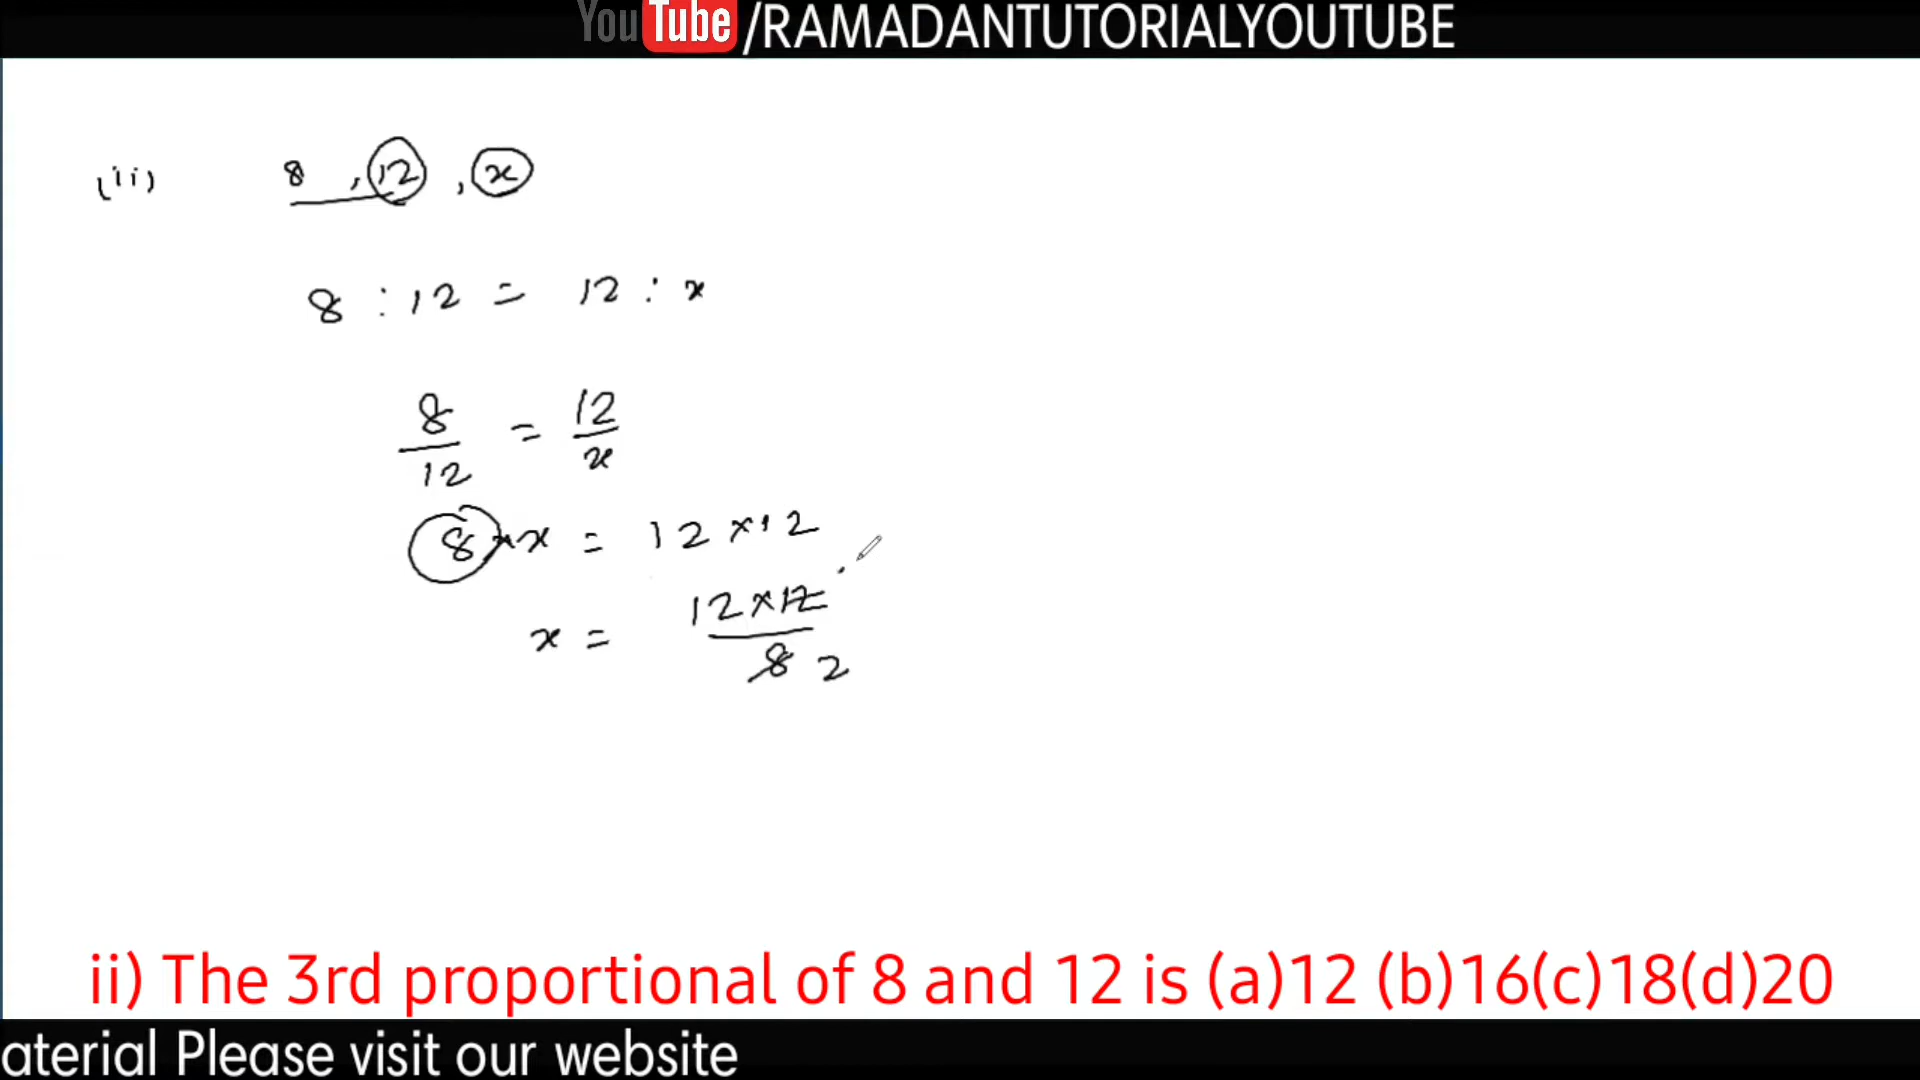 YouTube/RAMADANTUTORIALYOUTUBE
(ii) 8 , 12 , x
8 : 12 = 12 : x
8/12 = 12/x
8 × x = 12 × 12
x = 12 × 12 / 8 2
ii) The 3rd proportional of 8 and 12 is (a)12 (b)16(c)18(d)20
aterial Please visit our website